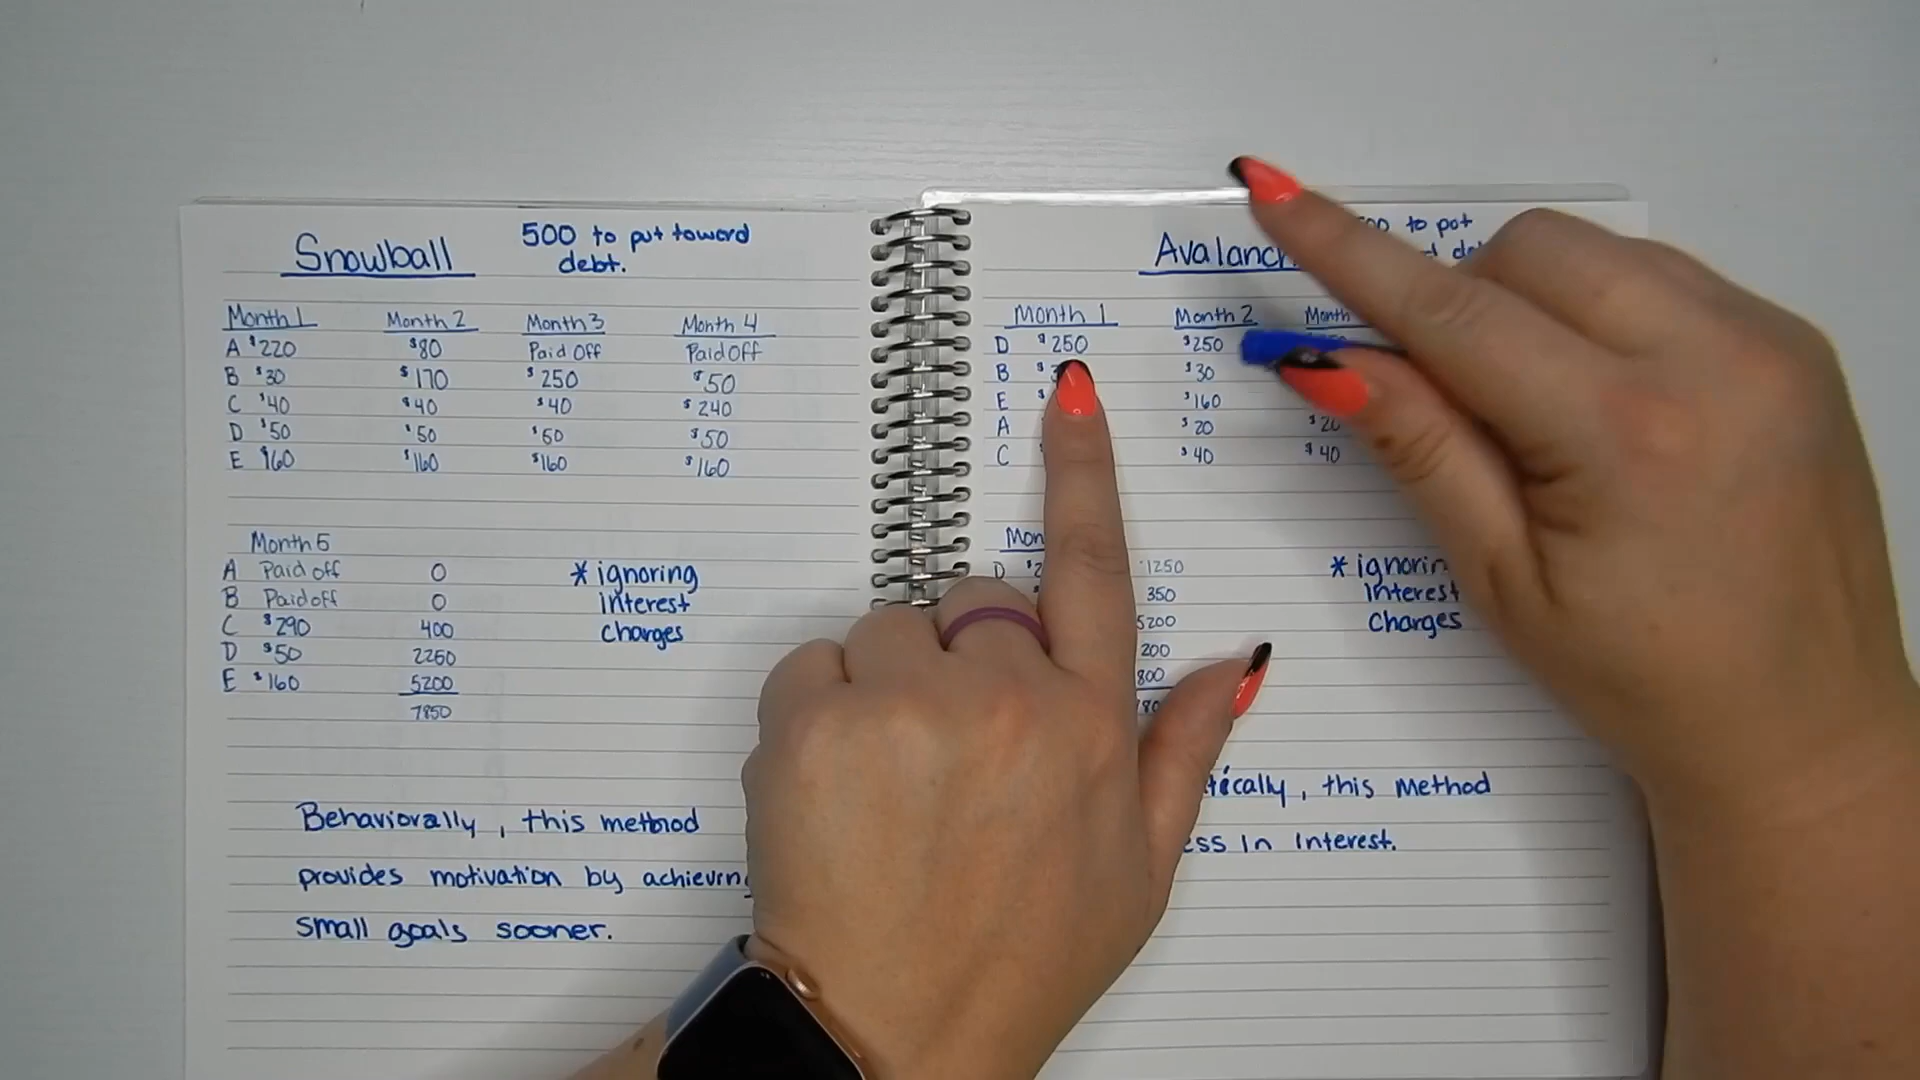 Snowball 500 to put toward
debt.
Month 1 Month 2 Month 3 Month 4
A $220 $80 Paid Off Paid Off
B $30 $170 $250 $50
C $40 $40 $40 $240
D $50 $50 $50 $50
E $160 $160 $160 $160
Month 5
A Paid off 0
B Paid off 0
C $290 400
D $50 2250
E $160 5200
7850
* ignoring
interest
charges
Behaviorally, this method
provides motivation by achieving
small goals sooner.
to put
Month 1 Month 2 Month
D $250 $250
B $30
E $160
A $20 $20
C $40 $40
D 1250
350
5200
200
800
*
interest
charges
, this method
in interest.